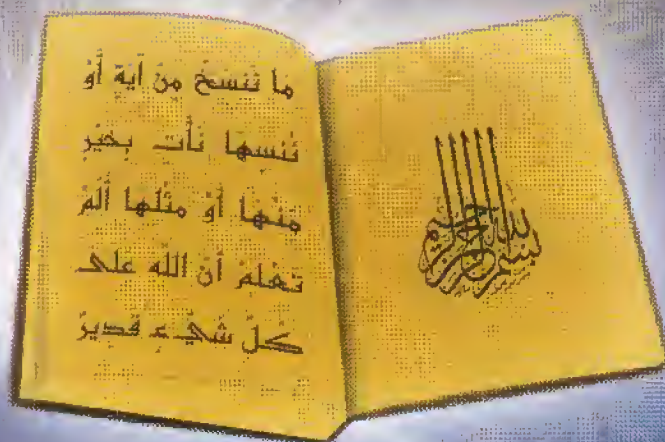 بسم الله الرحمن الرحيم
ما ننسخ من آية أو
ننسها نأت بخير
منها أو مثلها ألم
تعلم أن الله على
كل شيء قدير